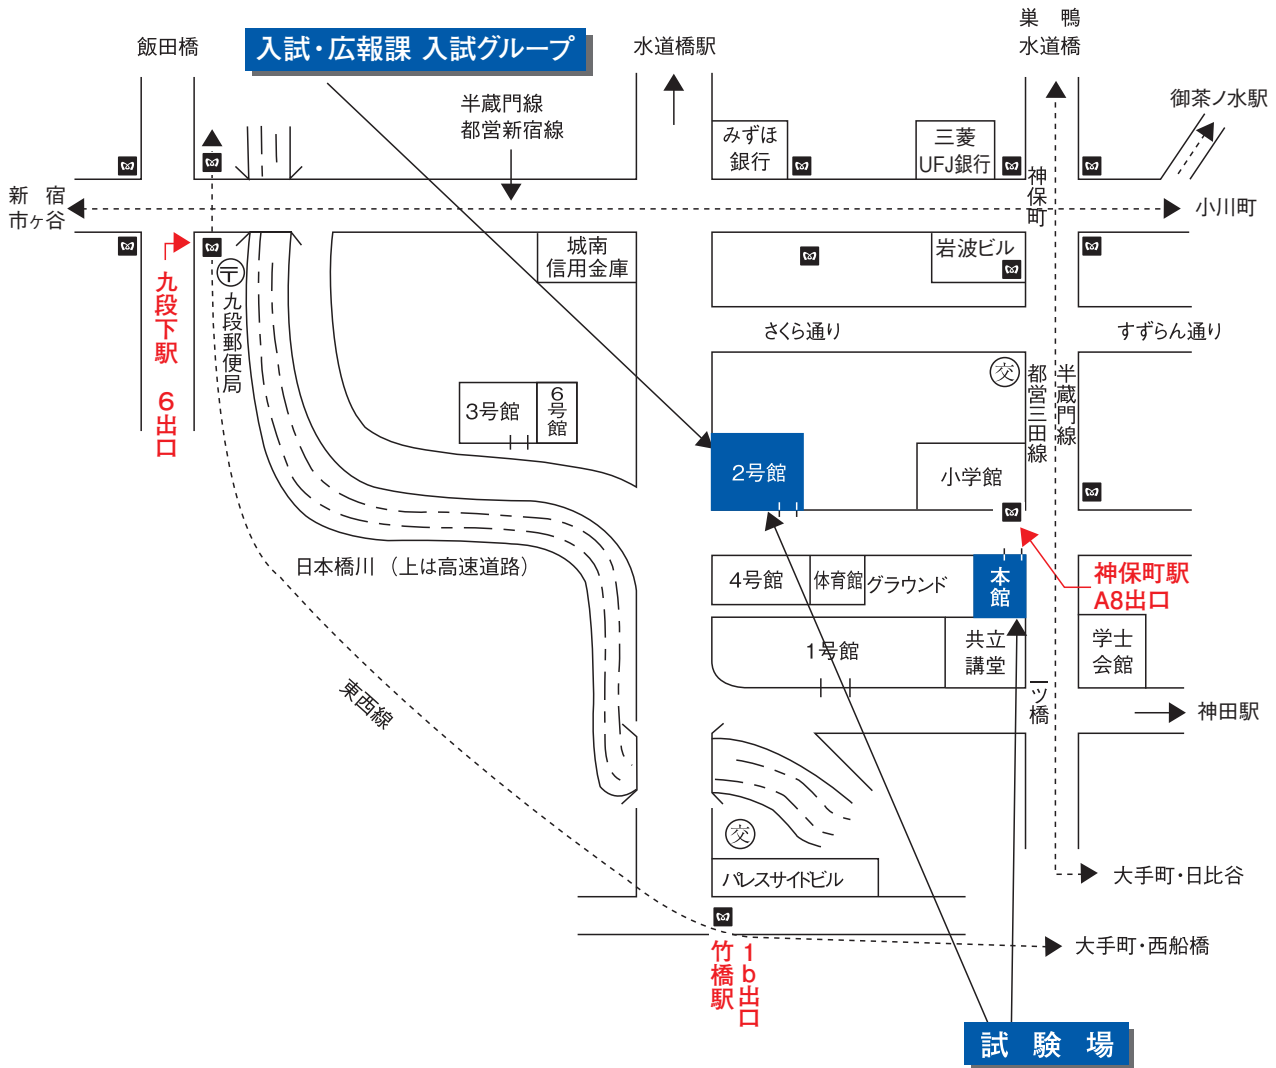 飯田橋
入試・広報課 入試グループ
水道橋駅
巣鴨
水道橋
御茶ノ水駅
半蔵門線
都営新宿線
みずほ
銀行
三菱
UFJ銀行
神保町
新宿
市ヶ谷
小川町
城南
信用金庫
岩波ビル
〒
九段郵便局
九段下駅 6出口
さくら通り
すずらん通り
交
都営三田線
半蔵門線
3号館
6号館
2号館
小学館
日本橋川(上は高速道路)
4号館
体育館
グラウンド
本館
神保町駅
A8出口
1号館
共立
講堂
学士
会館
一ツ橋
神田駅
東西線
交
パレスサイドビル
大手町・日比谷
竹橋駅
1b出口
大手町・西船橋
試験場